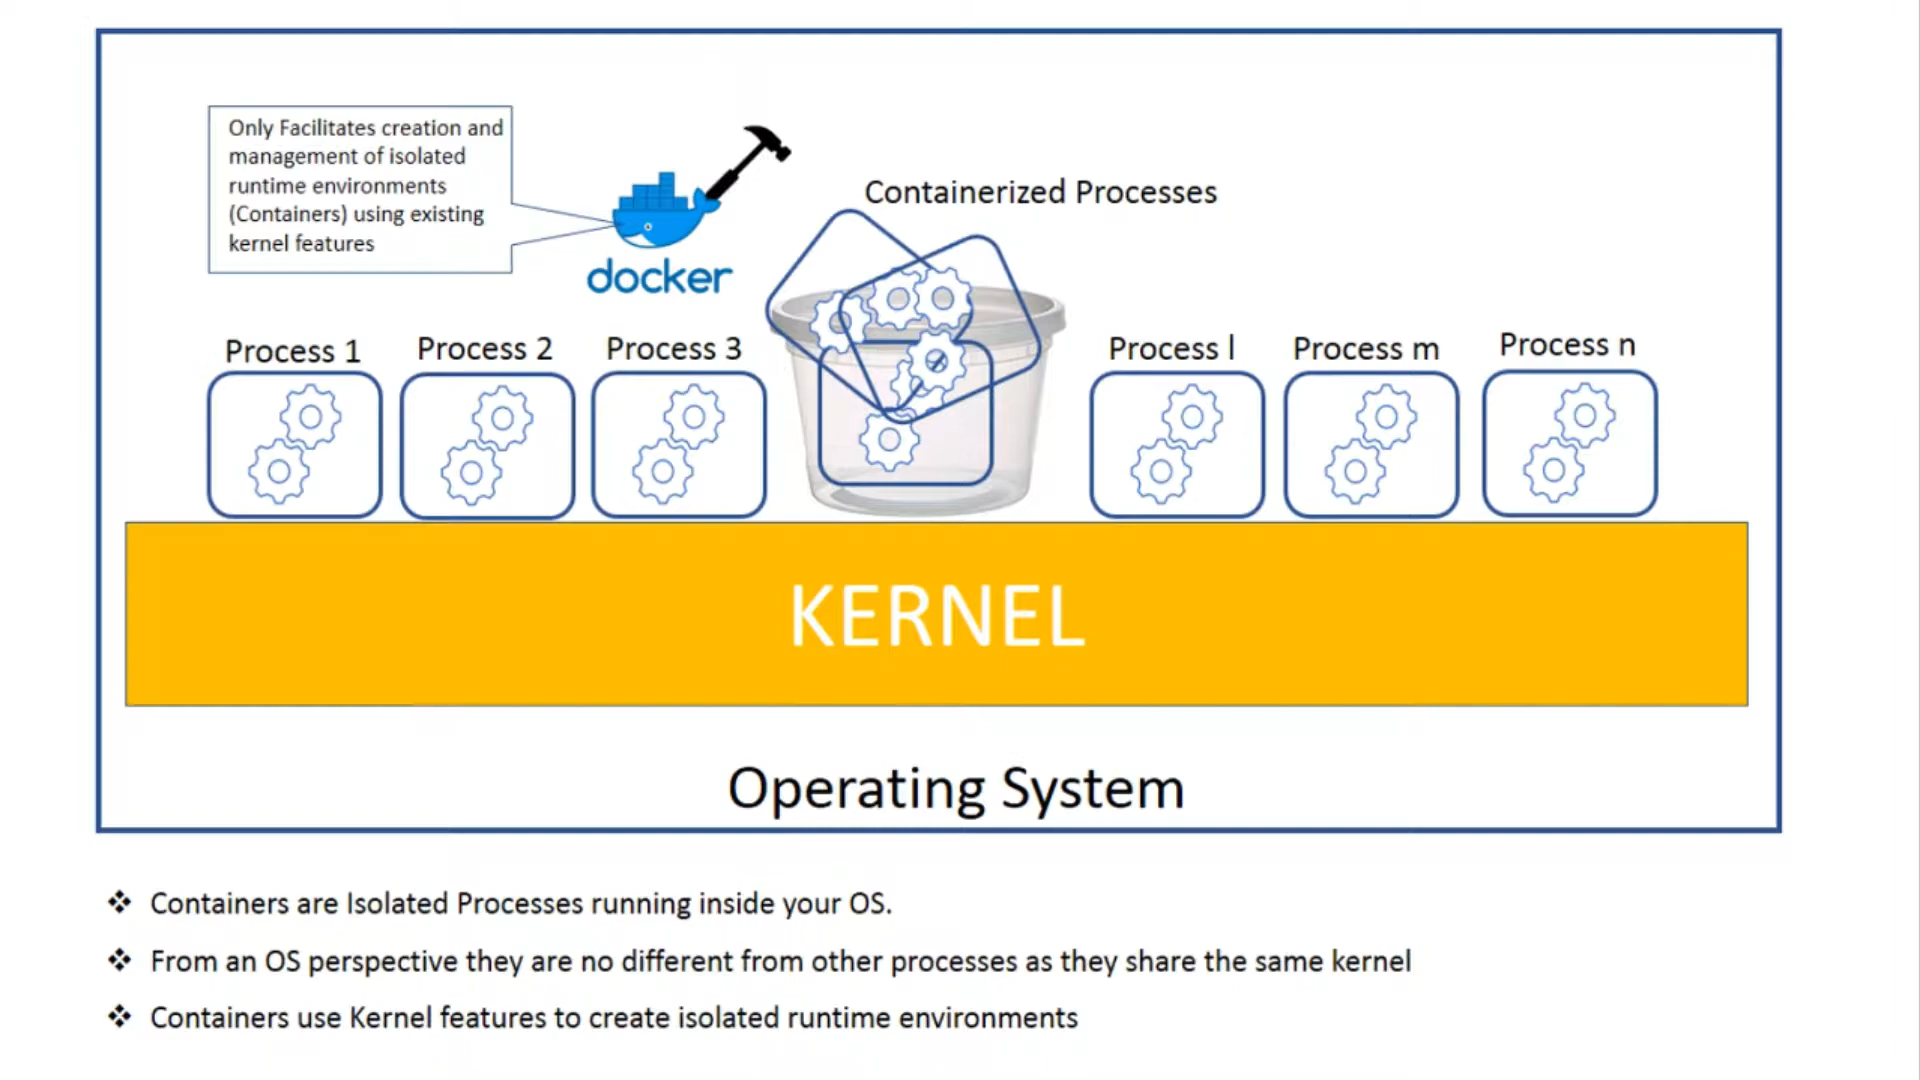 Only Facilitates creation and
management of isolated
runtime environments
(Containers) using existing
kernel features
docker
Containerized Processes
Process 1
Process 2
Process 3
Process l
Process m
Process n
KERNEL
Operating System
❖ Containers are Isolated Processes running inside your OS.
❖ From an OS perspective they are no different from other processes as they share the same kernel
❖ Containers use Kernel features to create isolated runtime environments